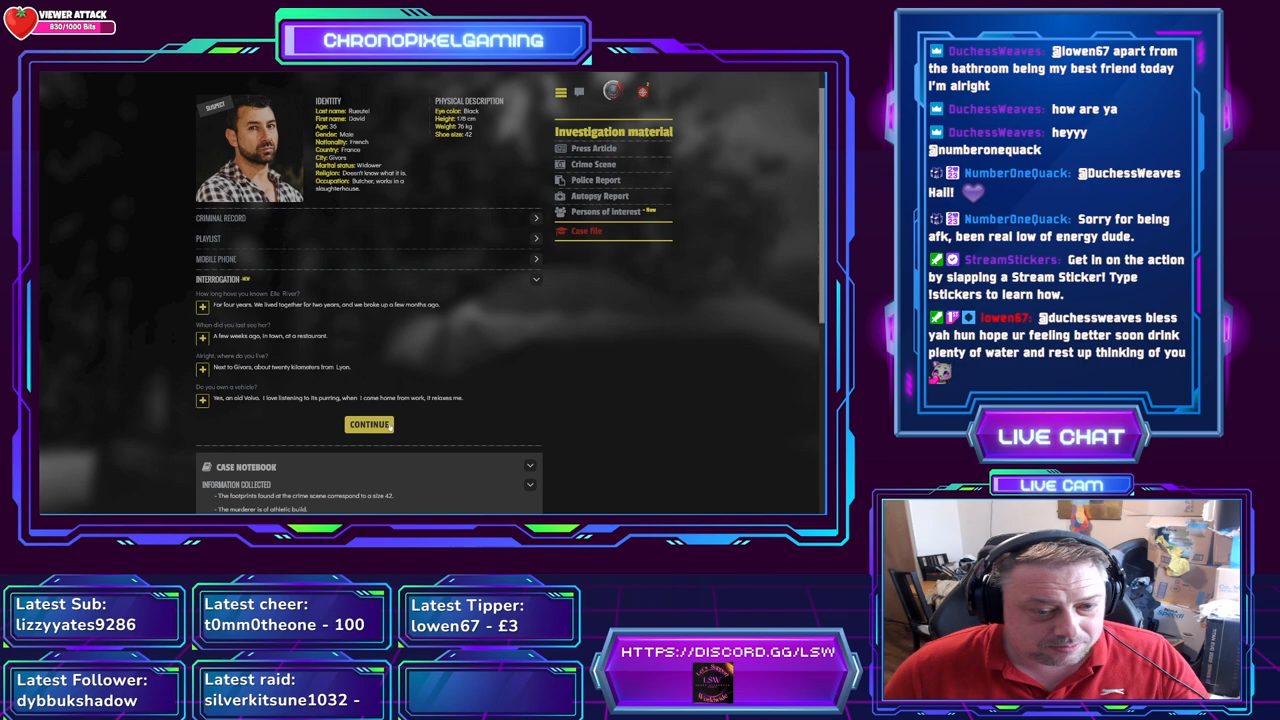 VIEWER ATTACK
830/1000 Bits
CHRONOPIXELGAMING
SUSPECT
IDENTITY
Last name: Ruestel
First name: David
Age: 36
Gender: Male
Nationality: French
Country: France
City: Givors
Marital status: Widower
Religion: Doesn't know what it is.
Occupation: Butcher, works in a
slaughterhouse.
PHYSICAL DESCRIPTION
Eye color: Black
Height: 178 cm
Weight: 76 kg
Shoe size: 42
Investigation material
Press Article
Crime Scene
Police Report
Autopsy Report
Persons of interest - New
Case file
CRIMINAL RECORD
PLAYLIST
MOBILE PHONE
INTERROGATION - NEW
How long have you known Elle River?
For four years. We lived together for two years, and we broke up a few months ago.
When did you last see her?
A few weeks ago, in town, at a restaurant.
Alright, where do you live?
Next to Givors, about twenty kilometers from Lyon.
Do you own a vehicle?
Yes, an old Volvo. I love listening to its purring, when I come home from work, it relaxes me.
CONTINUE
CASE NOTEBOOK
INFORMATION COLLECTED
- The footprints found at the crime scene correspond to a size 42.
- The murderer is of athletic build.
DuchessWeaves: @lowen67 apart from
the bathroom being my best friend today
I'm alright
DuchessWeaves: how are ya
DuchessWeaves: heyyy
@numberonequack
NumberOneQuack: @DuchessWeaves
Hall!
NumberOneQuack: Sorry for being
afk, been real low of energy dude.
StreamStickers: Get in on the action
by slapping a Stream Sticker! Type
!stickers to learn how.
lowen67: @duchessweaves bless
yah hun hope ur feeling better soon drink
plenty of water and rest up thinking of you
LIVE CHAT
LIVE CAM
Latest Sub:
lizzyyates9286
Latest cheer:
t0mm0theone - 100
Latest Tipper:
lowen67 - £3
Latest Follower:
dybbukshadow
Latest raid:
silverkitsune1032 -
HTTPS://DISCORD.GG/LSW
LSW